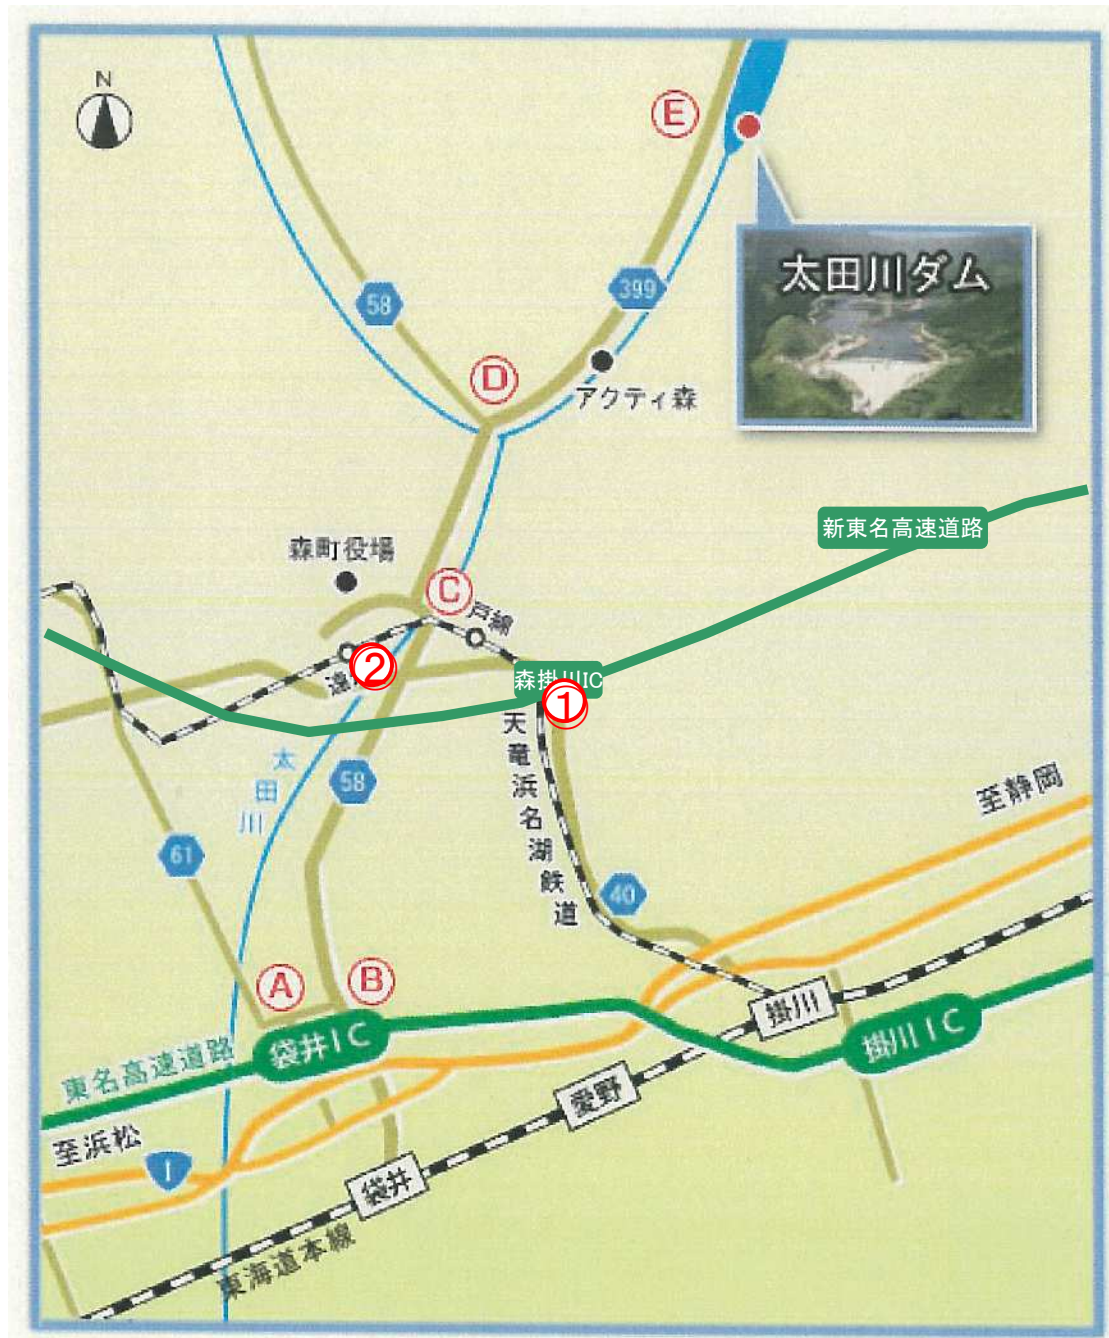 N
E
太田川ダム
58
399
D
アクティ森
新東名高速道路
森町役場
C
戸綿
②
森掛川IC
①
天竜浜名湖鉄道
太田川
58
至静岡
61
40
A
B
掛川
袋井IC
掛川IC
東名高速道路
愛野
至浜松
1
袋井
東海道本線